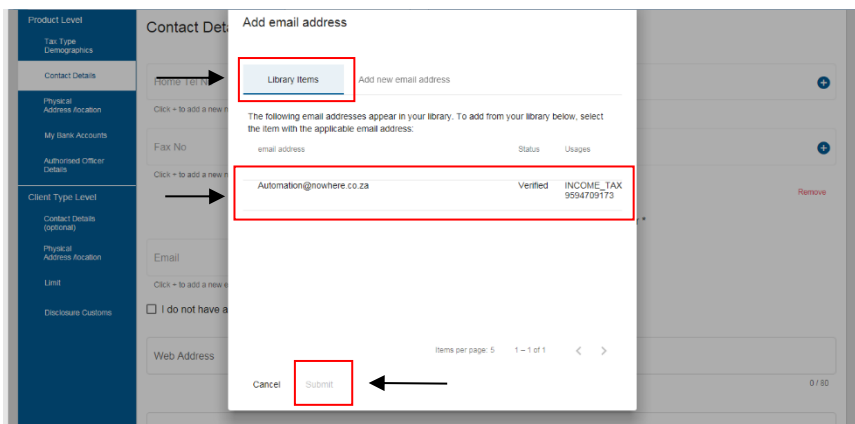 Product Level
Tax Type
Demographics
Contact Details
Physical
Address /location
My Bank Accounts
Authorised Officer
Details
Client Type Level
Contact Details
(optional)
Physical
Address /location
Limit
Disclosure Customs
Contact Det
Home Tel N
Click + to add a new n
Fax No
Click + to add a new n
Remove
r *
Email
Click + to add a new e
I do not have a
Web Address
0 / 60
Add email address
Library Items
Add new email address
The following email addresses appear in your library. To add from your library below, select
the item with the applicable email address:
email address Status Usages
Automation@nowhere.co.za Verified INCOME_TAX
9594709173
Items per page: 5 1 – 1 of 1
Cancel Submit